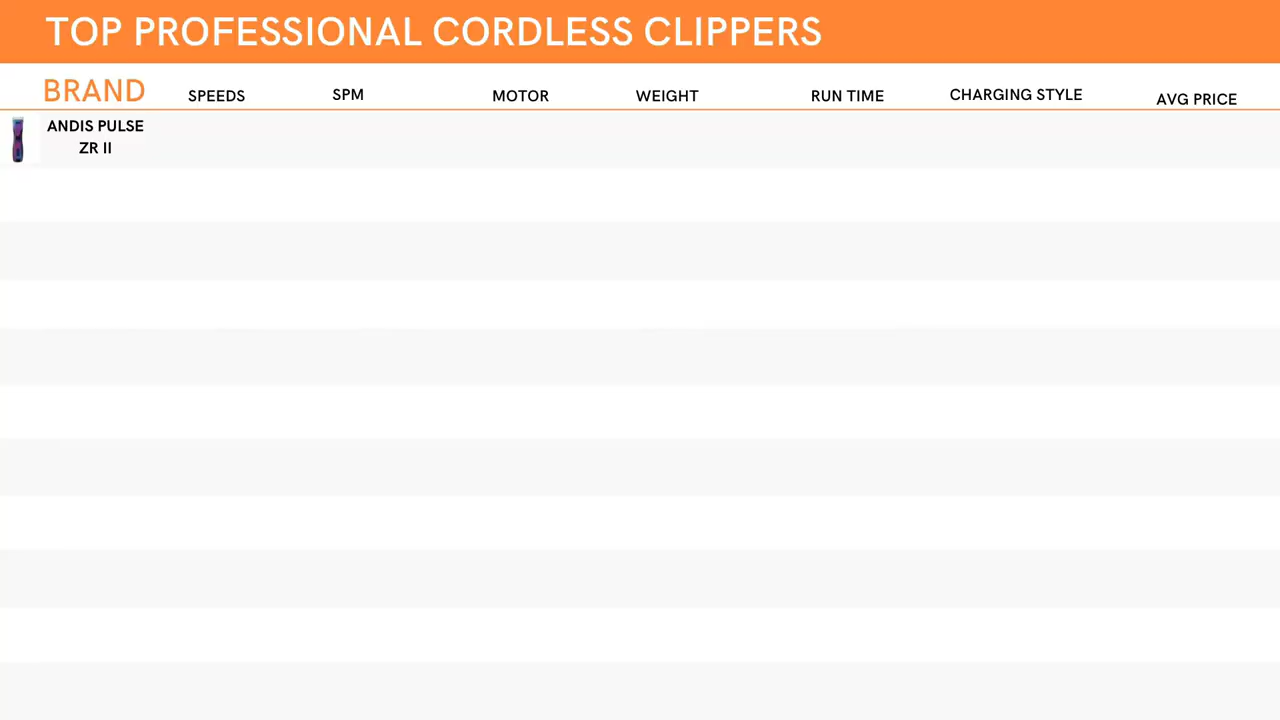 TOP PROFESSIONAL CORDLESS CLIPPERS
BRAND SPEEDS SPM MOTOR WEIGHT RUN TIME CHARGING STYLE AVG PRICE
ANDIS PULSE
ZR II